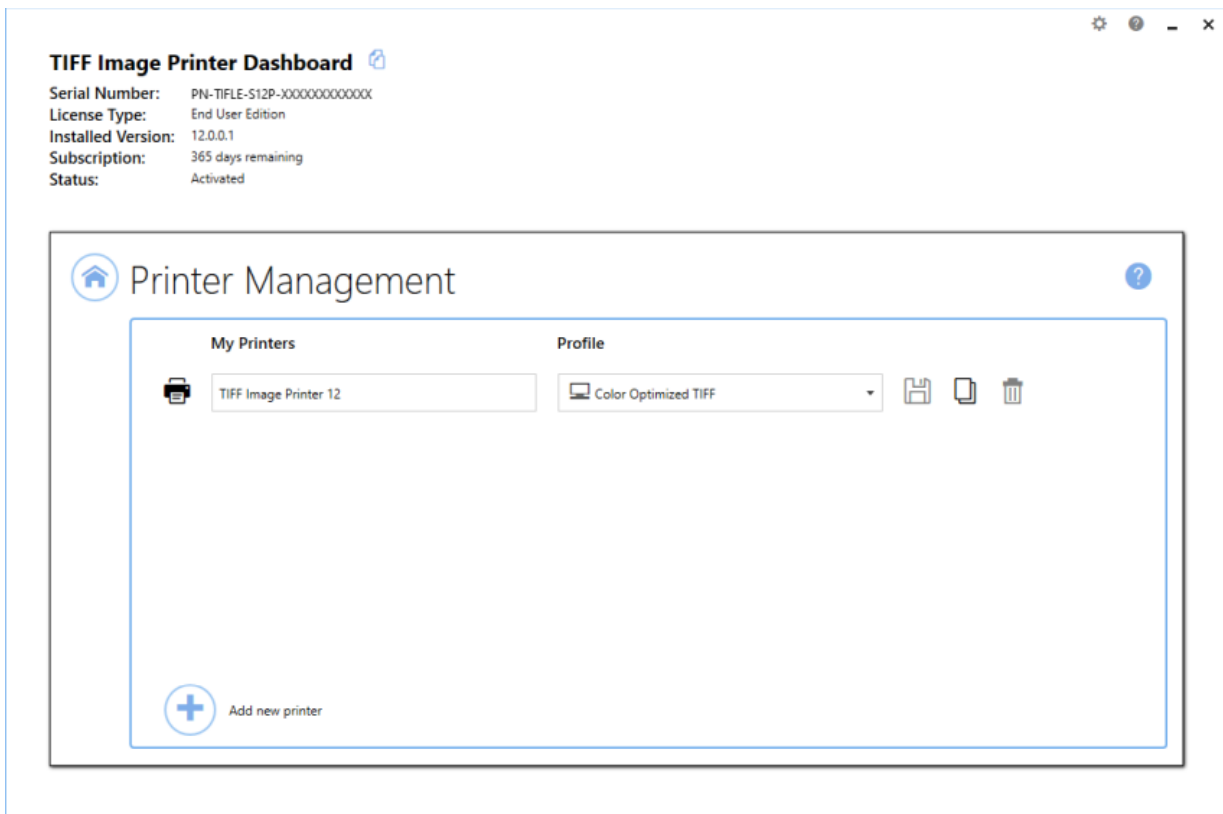 TIFF Image Printer Dashboard
Serial Number: PN-TIFLE-S12P-XXXXXXXXXXXX
License Type: End User Edition
Installed Version: 12.0.0.1
Subscription: 365 days remaining
Status: Activated
Printer Management
My Printers Profile
TIFF Image Printer 12 Color Optimized TIFF
Add new printer